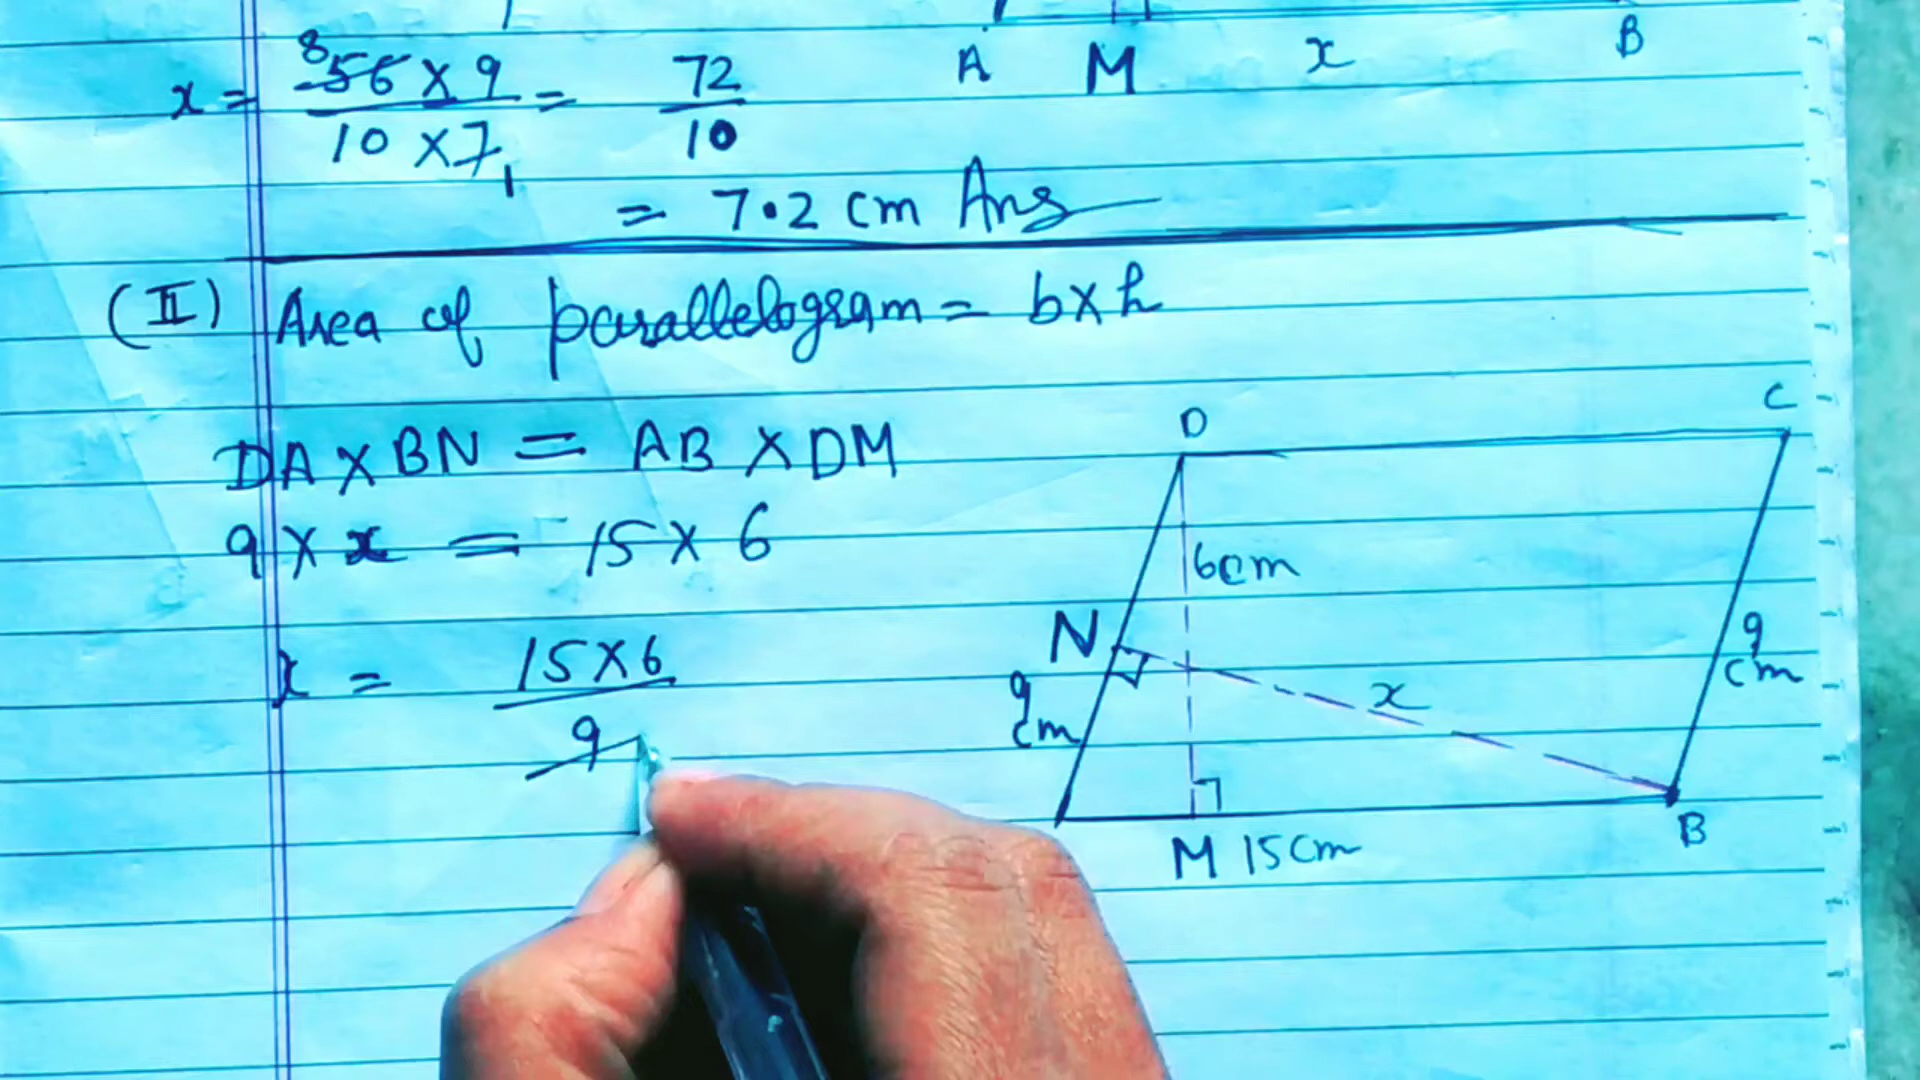 A M x B
x = 8 56 × 9 / 10 × 7 1 = 72 / 10
= 7.2 cm Ans
(II) Area of parallelogram = b×h
DA × BN = AB × DM
9 × x = 15 × 6
x = 15×6 / 9
D C
6cm
N
9 cm
x
9 cm
M 15cm
B